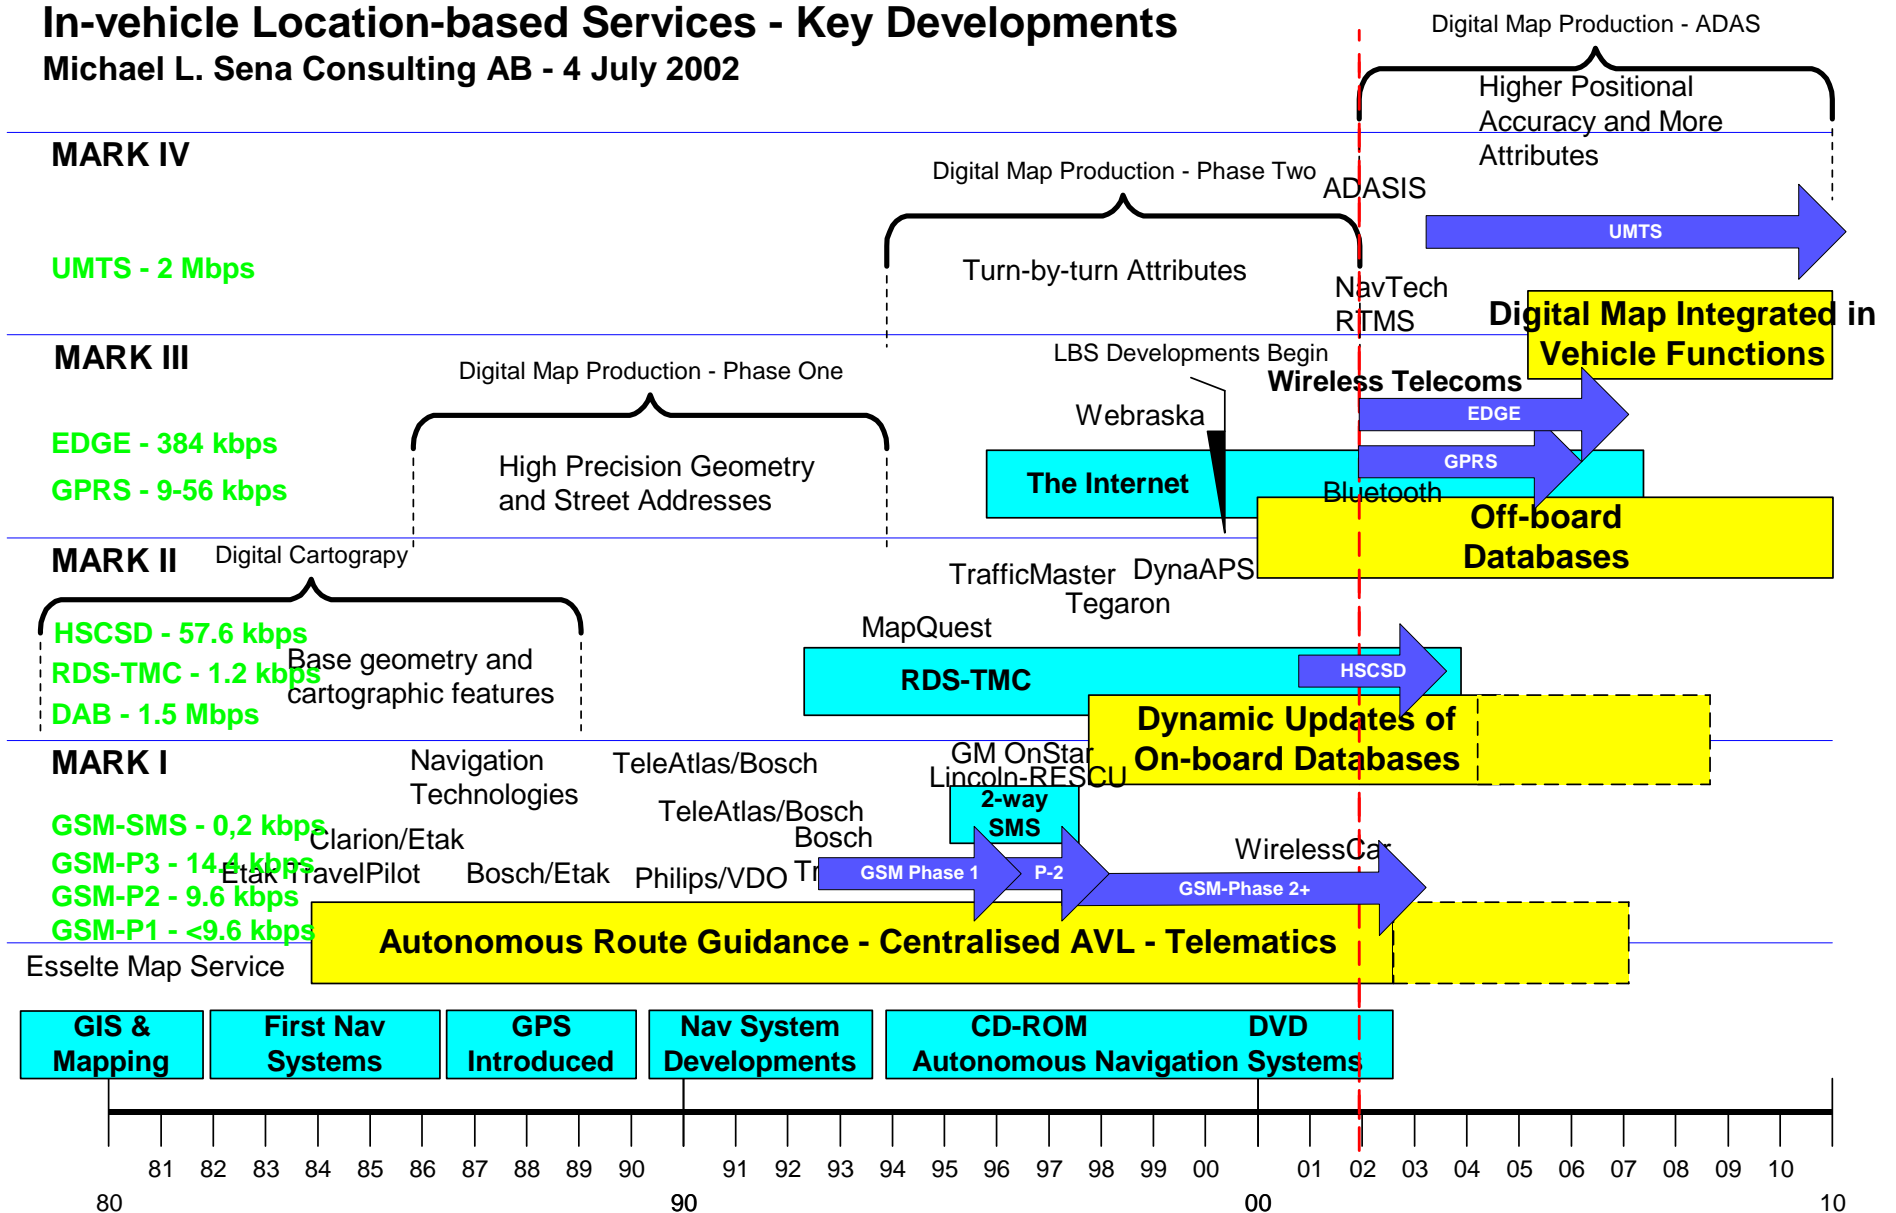 In-vehicle Location-based Services - Key Developments
Michael L. Sena Consulting AB - 4 July 2002
Digital Map Production - ADAS
Higher Positional
Accuracy and More
Attributes
MARK IV
Digital Map Production - Phase Two
ADASIS
UMTS
UMTS - 2 Mbps
Turn-by-turn Attributes
NavTech
RTMS
Digital Map Integrated in
Vehicle Functions
MARK III
Digital Map Production - Phase One
LBS Developments Begin
Wireless Telecoms
Webraska
EDGE
EDGE - 384 kbps
GPRS - 9-56 kbps
High Precision Geometry
and Street Addresses
The Internet
GPRS
Bluetooth
Off-board
Databases
MARK II
Digital Cartograpy
TrafficMaster
DynaAPS
Tegaron
MapQuest
HSCSD - 57.6 kbps
RDS-TMC - 1.2 kbps
DAB - 1.5 Mbps
Base geometry and
cartographic features
RDS-TMC
HSCSD
Dynamic Updates of
On-board Databases
MARK I
Navigation
Technologies
TeleAtlas/Bosch
GM OnStar
Lincoln-RESCU
2-way
SMS
TeleAtlas/Bosch
Bosch
Tr
GSM-SMS - 0,2 kbps
GSM-P3 - 14.4 kbps
GSM-P2 - 9.6 kbps
GSM-P1 - <9.6 kbps
Clarion/Etak
Etak TravelPilot
Bosch/Etak
Philips/VDO
GSM Phase 1
P-2
GSM-Phase 2+
WirelessCar
Autonomous Route Guidance - Centralised AVL - Telematics
Esselte Map Service
GIS &
Mapping
First Nav
Systems
GPS
Introduced
Nav System
Developments
CD-ROM DVD
Autonomous Navigation Systems
81 82 83 84 85 86 87 88 89 90 91 92 93 94 95 96 97 98 99 00 01 02 03 04 05 06 07 08 09 10
80 90 00 10